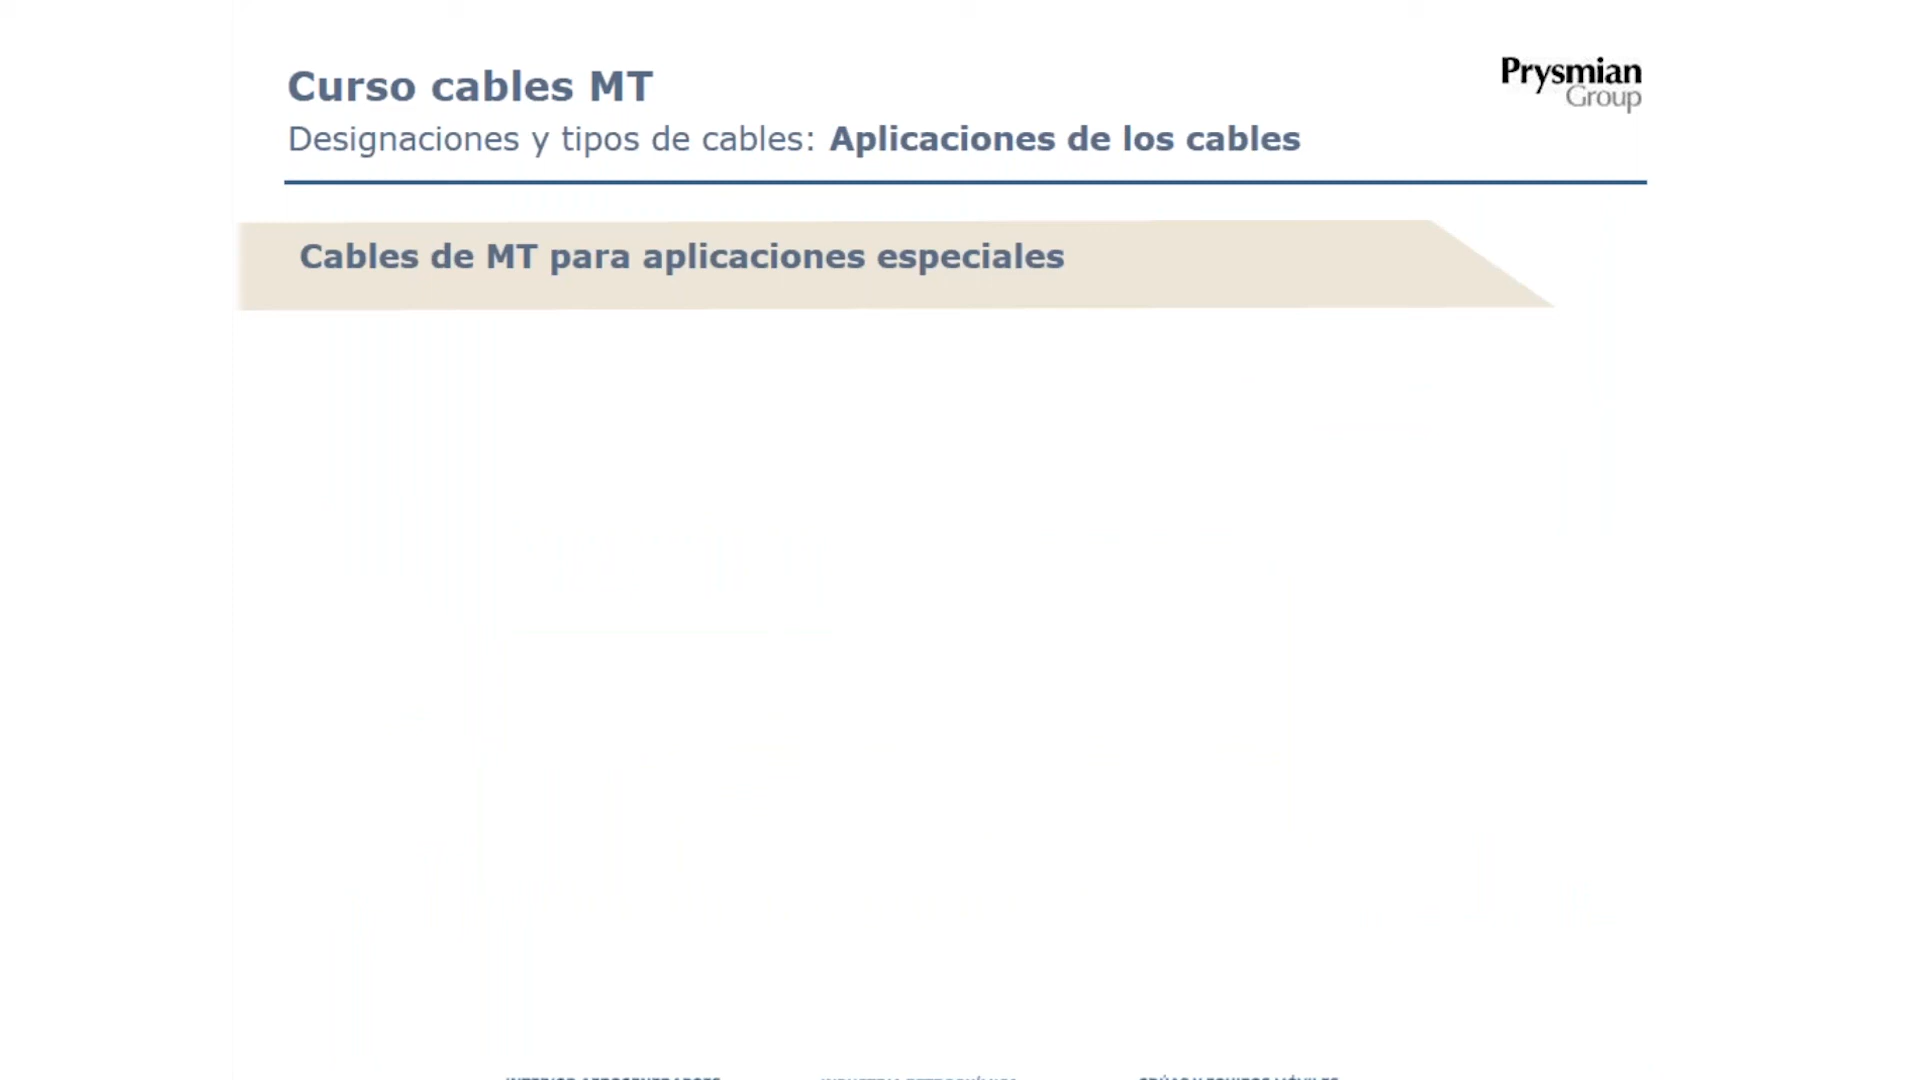 Curso cables MT
Prysmian
Group
Designaciones y tipos de cables: Aplicaciones de los cables
Cables de MT para aplicaciones especiales